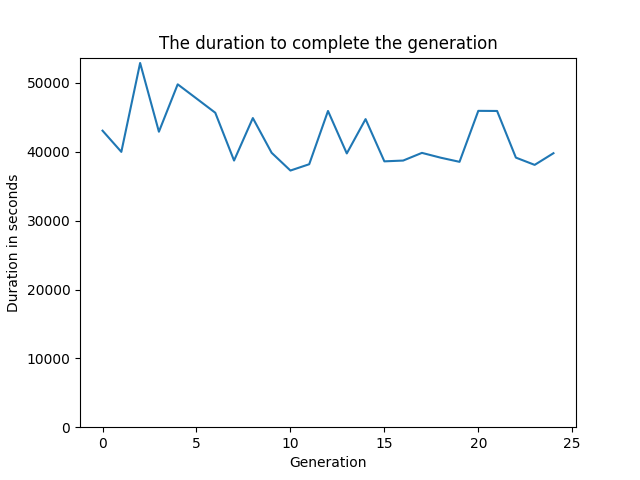 The duration to complete the generation
Duration in seconds
50000
40000
30000
20000
10000
0
0 5 10 15 20 25
Generation